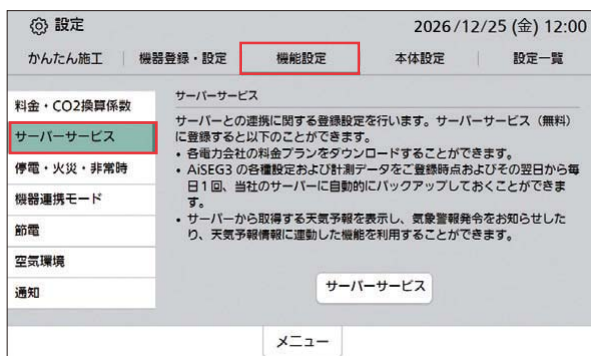 設定
2026/12/25 (金) 12:00
かんたん施工
機器登録・設定
機能設定
本体設定
設定一覧
料金・CO2換算係数
サーバーサービス
停電・火災・非常時
機器連携モード
節電
空気環境
通知
サーバーサービス
サーバーとの連携に関する登録設定を行います。サーバーサービス（無料）
に登録すると以下のことができます。
・各電力会社の料金プランをダウンロードすることができます。
・AiSEG3 の各種設定および計測データをご登録時点およびその翌日から毎
日1回、当社のサーバーに自動的にバックアップしておくことができま
す。
・サーバーから取得する天気予報を表示し、気象警報発令をお知らせした
り、天気予報情報に連動した機能を利用することができます。
サーバーサービス
メニュー